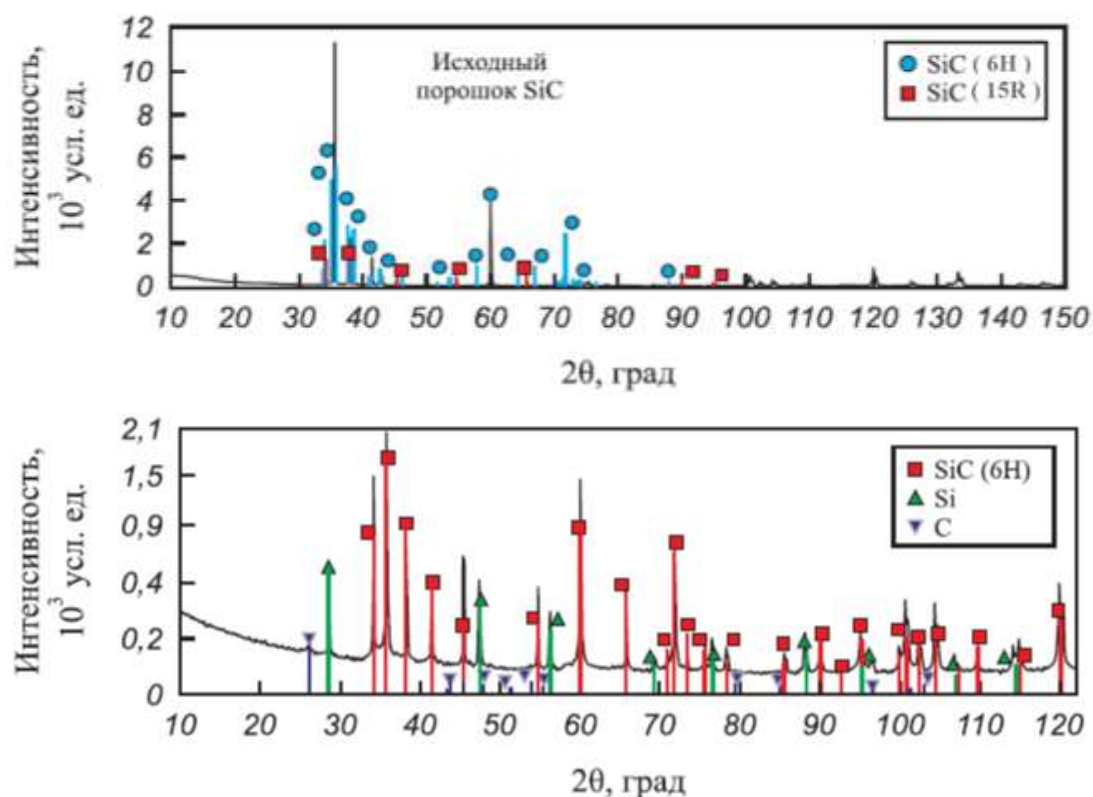 Интенсивность,
10³ усл. ед.
12
10
8
6
4
2
0
Исходный
порошок SiC
SiC ( 6H )
SiC ( 15R )
10 20 30 40 50 60 70 80 90 100 110 120 130 140 150
2θ, град
Интенсивность,
10³ усл. ед.
2,1
1,5
0,9
0,4
0,2
0
SiC (6H)
Si
C
10 20 30 40 50 60 70 80 90 100 110 120
2θ, град